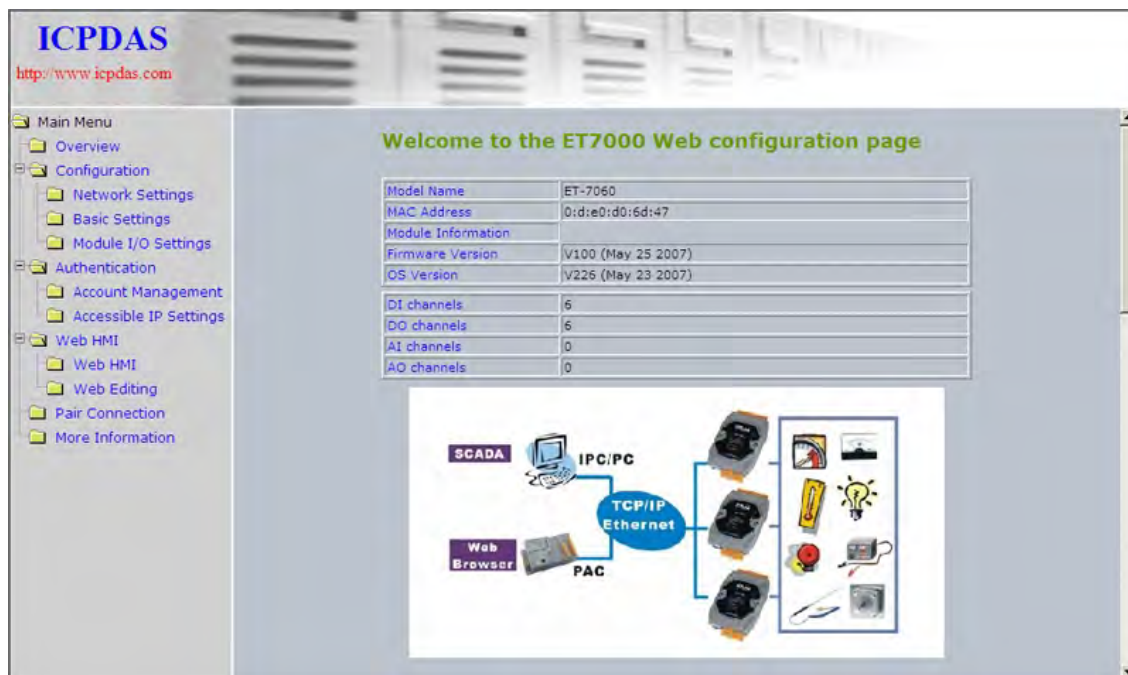 ICPDAS
http://www.icpdas.com
Main Menu
Overview
Configuration
Network Settings
Basic Settings
Module I/O Settings
Authentication
Account Management
Accessible IP Settings
Web HMI
Web HMI
Web Editing
Pair Connection
More Information
Welcome to the ET7000 Web configuration page
Model Name ET-7060
MAC Address 0:d:e0:d0:6d:47
Module Information
Firmware Version V100 (May 25 2007)
OS Version V226 (May 23 2007)
DI channels 6
DO channels 6
AI channels 0
AO channels 0
SCADA
IPC/PC
TCP/IP
Ethernet
Web
Browser
PAC